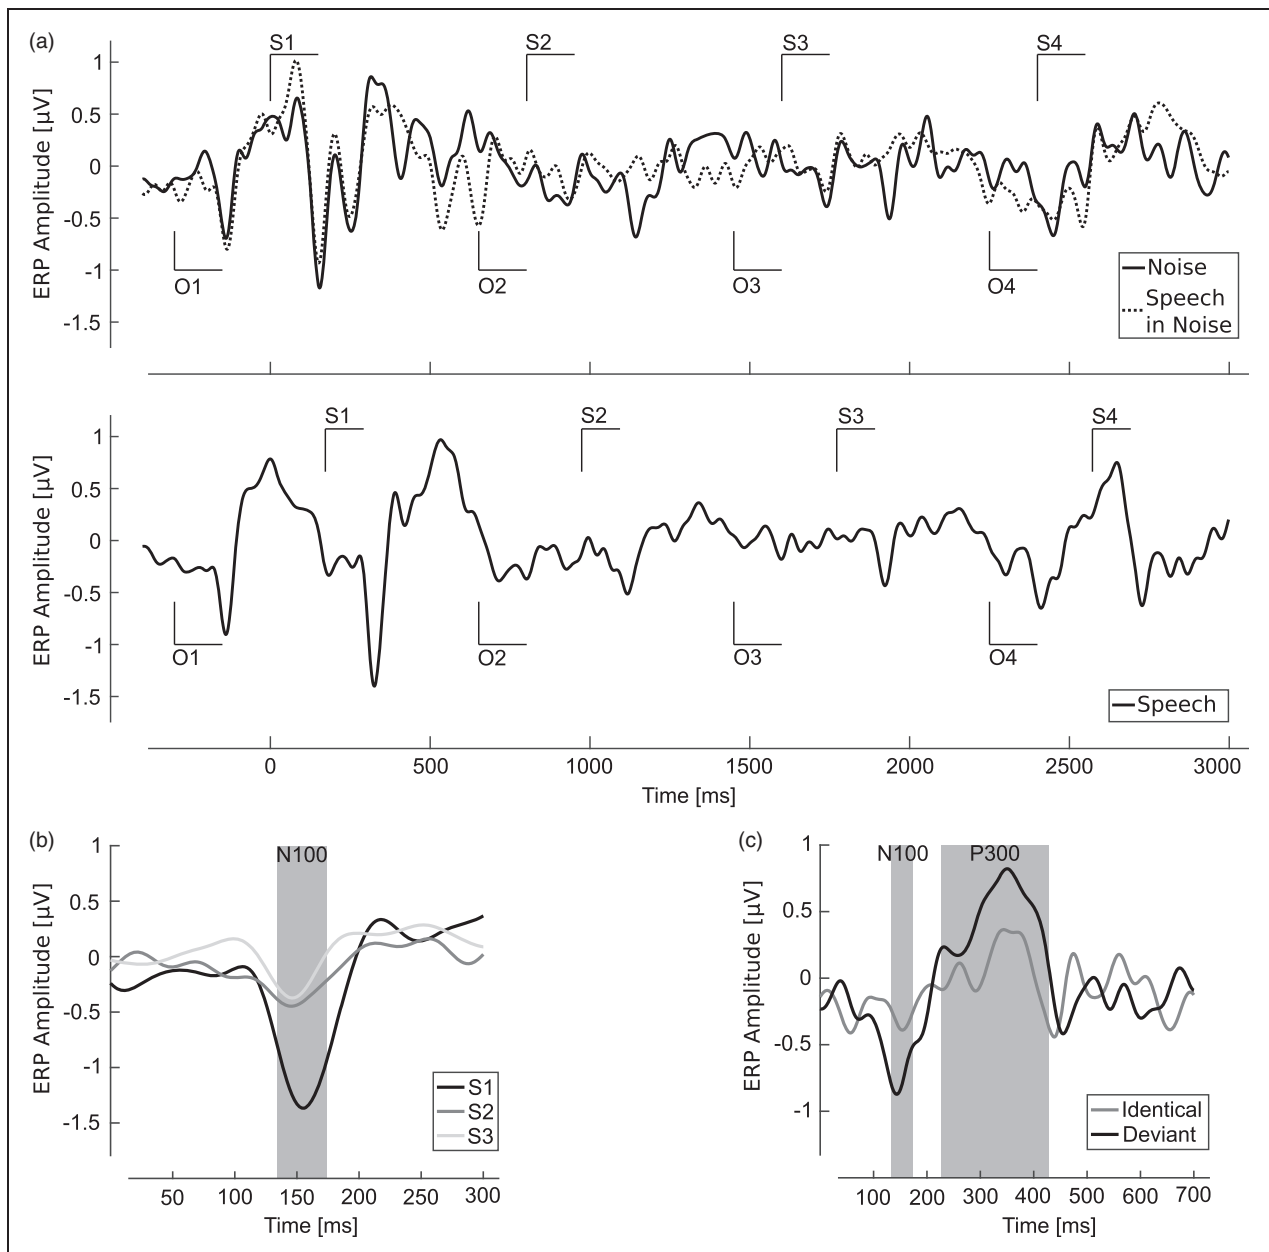 (a)
S1 S2 S3 S4
1
0.5
0
-0.5
-1
-1.5
ERP Amplitude [µV]
O1 O2 O3 O4
Noise
Speech
in Noise
S1 S2 S3 S4
1
0.5
0
-0.5
-1
-1.5
ERP Amplitude [µV]
O1 O2 O3 O4
Speech
0 500 1000 1500 2000 2500 3000
Time [ms]
(b)
N100
1
0.5
0
-0.5
-1
-1.5
ERP Amplitude [µV]
S1
S2
S3
50 100 150 200 250 300
Time [ms]
(c)
N100 P300
1
0.5
0
-0.5
-1
ERP Amplitude [µV]
Identical
Deviant
100 200 300 400 500 600 700
Time [ms]